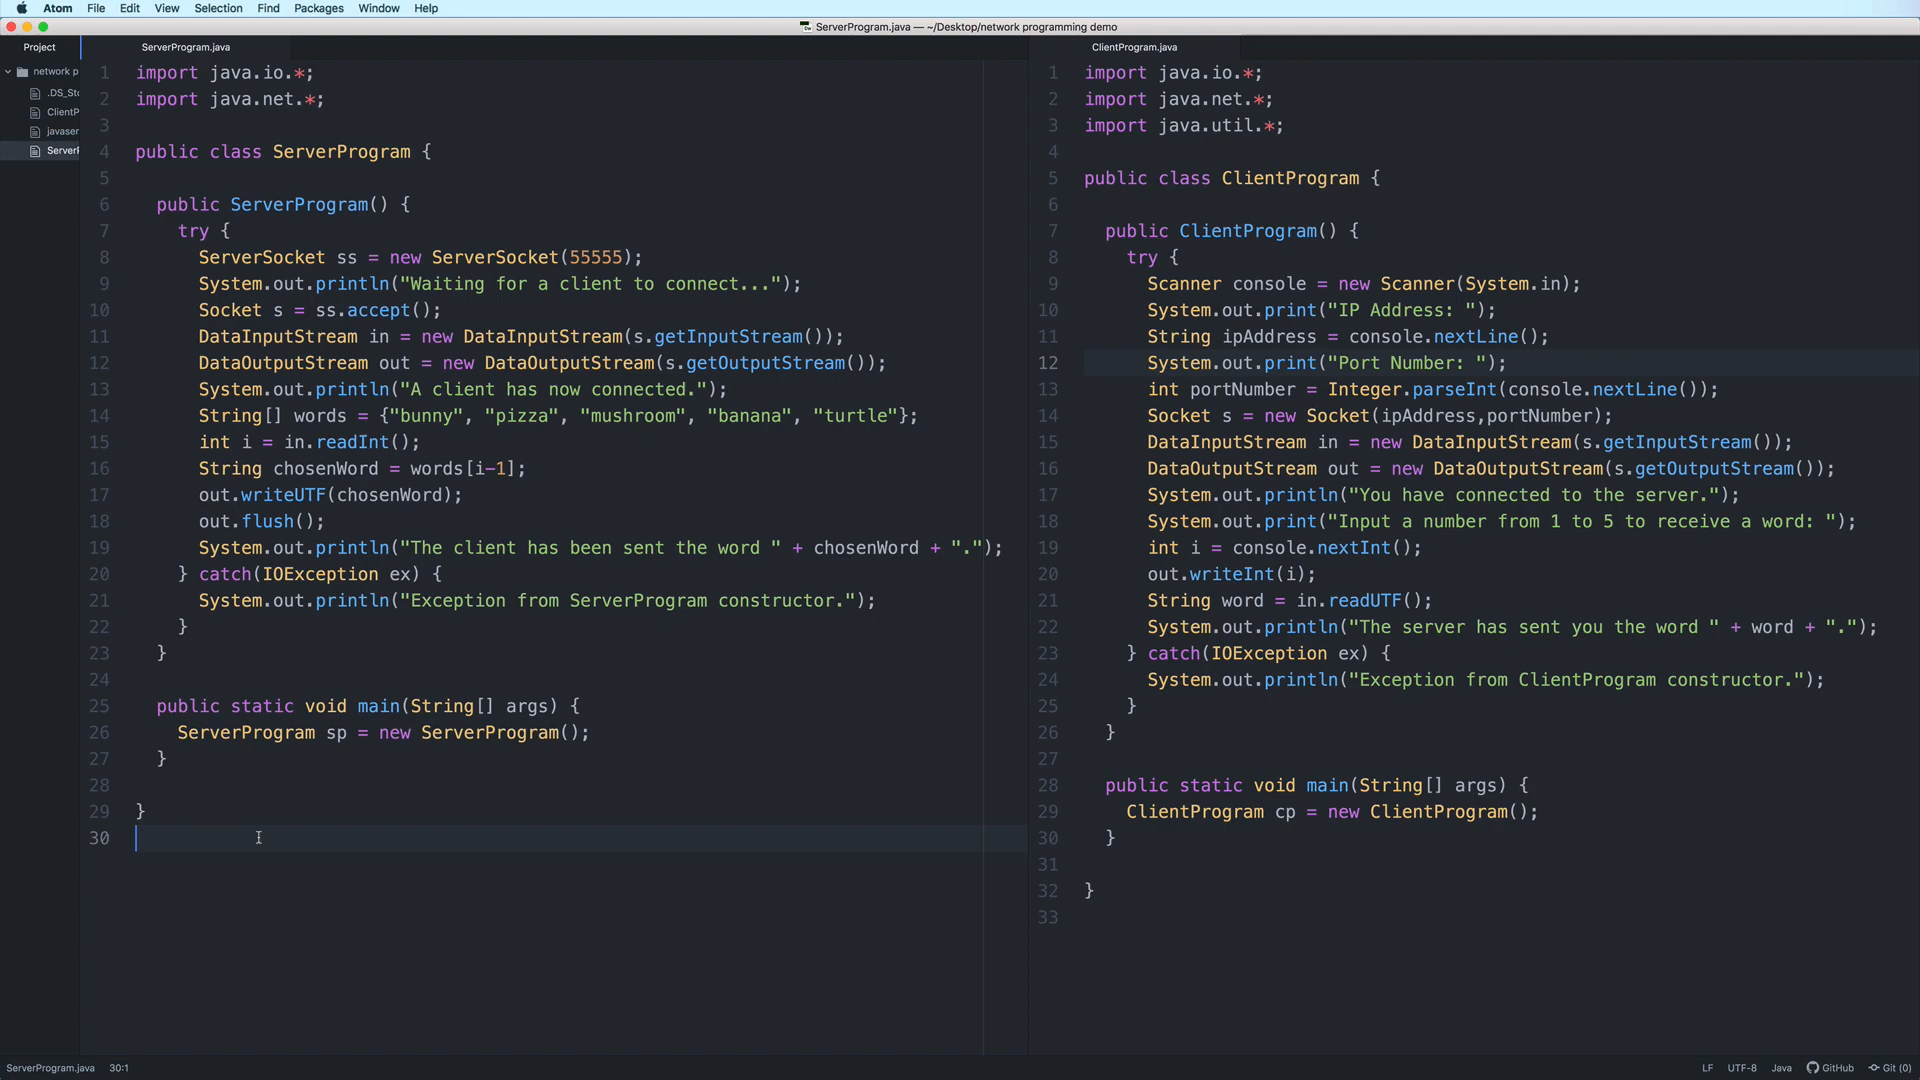 Atom File Edit View Selection Find Packages Window Help
ServerProgram.java — ~/Desktop/network programming demo
Project
network p
.DS_Sto
ClientP
javaser
ServerP
ServerProgram.java
1 import java.io.*;
2 import java.net.*;
3
4 public class ServerProgram {
5
6 public ServerProgram() {
7 try {
8 ServerSocket ss = new ServerSocket(55555);
9 System.out.println("Waiting for a client to connect...");
10 Socket s = ss.accept();
11 DataInputStream in = new DataInputStream(s.getInputStream());
12 DataOutputStream out = new DataOutputStream(s.getOutputStream());
13 System.out.println("A client has now connected.");
14 String[] words = {"bunny", "pizza", "mushroom", "banana", "turtle"};
15 int i = in.readInt();
16 String chosenWord = words[i-1];
17 out.writeUTF(chosenWord);
18 out.flush();
19 System.out.println("The client has been sent the word " + chosenWord + ".");
20 } catch(IOException ex) {
21 System.out.println("Exception from ServerProgram constructor.");
22 }
23 }
24
25 public static void main(String[] args) {
26 ServerProgram sp = new ServerProgram();
27 }
28
29 }
30
ClientProgram.java
1 import java.io.*;
2 import java.net.*;
3 import java.util.*;
4
5 public class ClientProgram {
6
7 public ClientProgram() {
8 try {
9 Scanner console = new Scanner(System.in);
10 System.out.print("IP Address: ");
11 String ipAddress = console.nextLine();
12 System.out.print("Port Number: ");
13 int portNumber = Integer.parseInt(console.nextLine());
14 Socket s = new Socket(ipAddress,portNumber);
15 DataInputStream in = new DataInputStream(s.getInputStream());
16 DataOutputStream out = new DataOutputStream(s.getOutputStream());
17 System.out.println("You have connected to the server.");
18 System.out.print("Input a number from 1 to 5 to receive a word: ");
19 int i = console.nextInt();
20 out.writeInt(i);
21 String word = in.readUTF();
22 System.out.println("The server has sent you the word " + word + ".");
23 } catch(IOException ex) {
24 System.out.println("Exception from ClientProgram constructor.");
25 }
26 }
27
28 public static void main(String[] args) {
29 ClientProgram cp = new ClientProgram();
30 }
31
32 }
33
ServerProgram.java 30:1
LF UTF-8 Java GitHub Git (0)